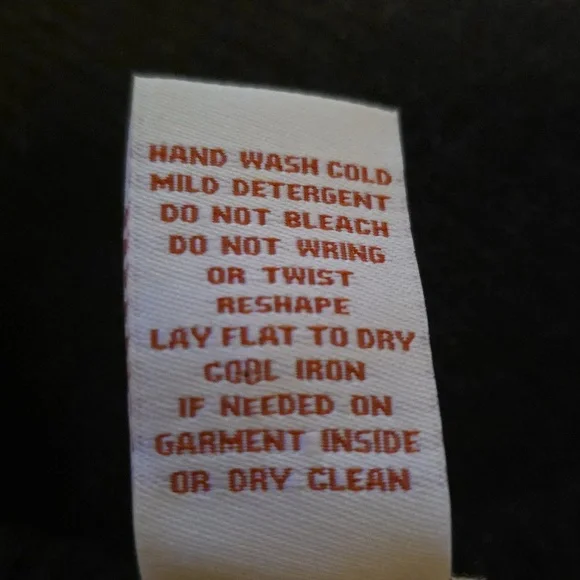 HAND WASH COLD
MILD DETERGENT
DO NOT BLEACH
DO NOT WRING
OR TWIST
RESHAPE
LAY FLAT TO DRY
COOL IRON
IF NEEDED ON
GARMENT INSIDE
OR DRY CLEAN